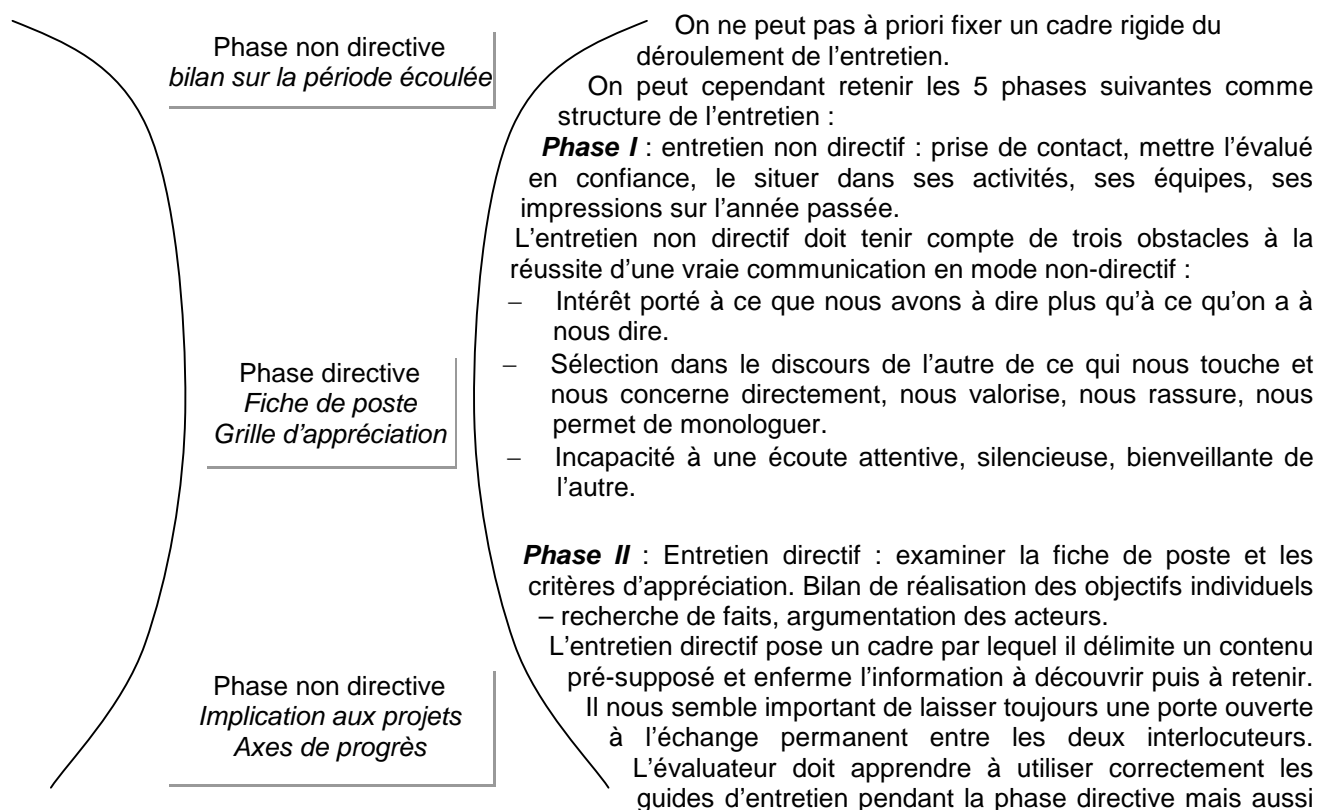 Phase non directive
bilan sur la période écoulée
Phase directive
Fiche de poste
Grille d’appréciation
Phase non directive
Implication aux projets
Axes de progrès
On ne peut pas à priori fixer un cadre rigide du
déroulement de l’entretien.
On peut cependant retenir les 5 phases suivantes comme
structure de l’entretien :
Phase I : entretien non directif : prise de contact, mettre l’évalué
en confiance, le situer dans ses activités, ses équipes, ses
impressions sur l’année passée.
L’entretien non directif doit tenir compte de trois obstacles à la
réussite d’une vraie communication en mode non-directif :
– Intérêt porté à ce que nous avons à dire plus qu’à ce qu’on a à
nous dire.
– Sélection dans le discours de l’autre de ce qui nous touche et
nous concerne directement, nous valorise, nous rassure, nous
permet de monologuer.
– Incapacité à une écoute attentive, silencieuse, bienveillante de
l’autre.
Phase II : Entretien directif : examiner la fiche de poste et les
critères d’appréciation. Bilan de réalisation des objectifs individuels
– recherche de faits, argumentation des acteurs.
L’entretien directif pose un cadre par lequel il délimite un contenu
pré-supposé et enferme l’information à découvrir puis à retenir.
Il nous semble important de laisser toujours une porte ouverte
à l’échange permanent entre les deux interlocuteurs.
L’évaluateur doit apprendre à utiliser correctement les
guides d’entretien pendant la phase directive mais aussi